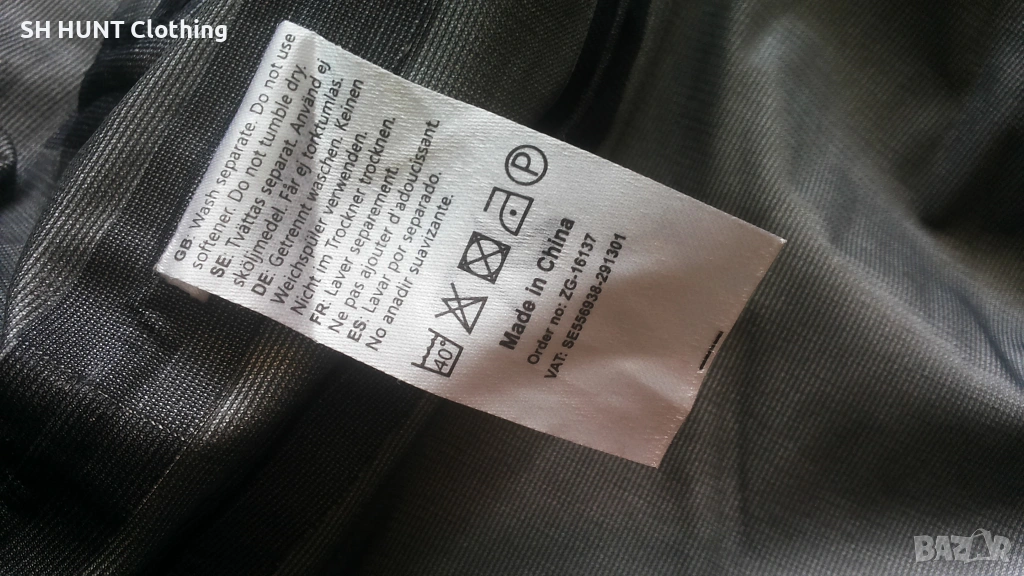 SH HUNT Clothing
GB: Wash separate. Do not use
softener. Do not tumble dry.
SE: Tvättas separat. Använd ej
sköljmedel. Får ej torktumlas.
DE: Getrennt waschen. Keinen
Weichspüler verwenden.
Nicht im Trockner trocknen.
FR: Laver separement.
Ne pas ajouter d'adoucissant.
ES: Lavar por separado.
No anadir suavizante.
40° P
Made in China
Order no: ZG-16137
VAT: SE556938-291301
BAZAR